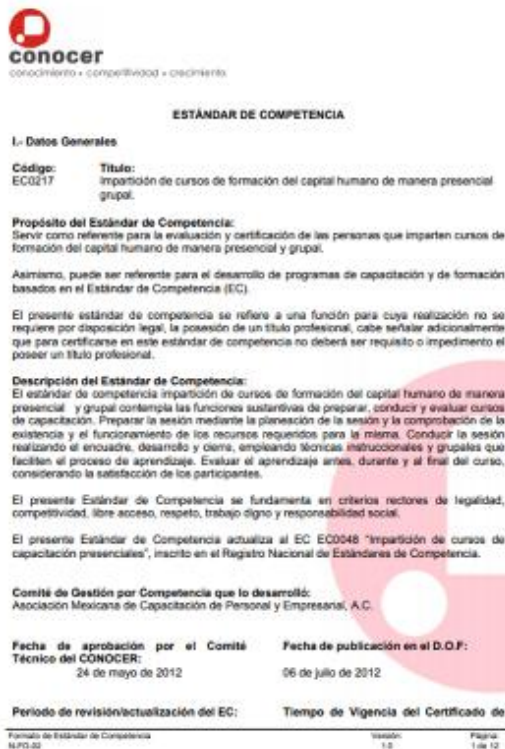 conocer
conocimiento • competitividad • crecimiento
ESTÁNDAR DE COMPETENCIA
I.- Datos Generales
Código: Título:
EC0217 Impartición de cursos de formación del capital humano de manera presencial
grupal.
Propósito del Estándar de Competencia:
Servir como referente para la evaluación y certificación de las personas que imparten cursos de
formación del capital humano de manera presencial y grupal.
Asimismo, puede ser referente para el desarrollo de programas de capacitación y de formación
basados en el Estándar de Competencia (EC).
El presente estándar de competencia se refiere a una función para cuya realización no se
requiere por disposición legal, la posesión de un título profesional, cabe señalar adicionalmente
que para certificarse en este estándar de competencia no deberá ser requisito o impedimento el
poseer un título profesional.
Descripción del Estándar de Competencia:
El estándar de competencia impartición de cursos de formación del capital humano de manera
presencial y grupal contempla las funciones sustantivas de preparar, conducir y evaluar cursos
de capacitación. Preparar la sesión mediante la planeación de la sesión y la comprobación de la
existencia y el funcionamiento de los recursos requeridos para la misma. Conducir la sesión
realizando el encuadre, desarrollo y cierre, empleando técnicas instruccionales y grupales que
faciliten el proceso de aprendizaje. Evaluar el aprendizaje antes, durante y al final del curso,
considerando la satisfacción de los participantes.
El presente Estándar de Competencia se fundamenta en criterios rectores de legalidad,
competitividad, libre acceso, respeto, trabajo digno y responsabilidad social.
El presente Estándar de Competencia actualiza al EC EC0048 "Impartición de cursos de
capacitación presenciales", inscrito en el Registro Nacional de Estándares de Competencia.
Comité de Gestión por Competencia que lo desarrolló:
Asociación Mexicana de Capacitación de Personal y Empresarial, A.C.
Fecha de aprobación por el Comité Fecha de publicación en el D.O.F:
Técnico del CONOCER:
24 de mayo de 2012 06 de julio de 2012
Periodo de revisión/actualización del EC: Tiempo de Vigencia del Certificado de
Formato de Estándar de Competencia Versión: Página:
N-FO-02 1.0 1 de 12